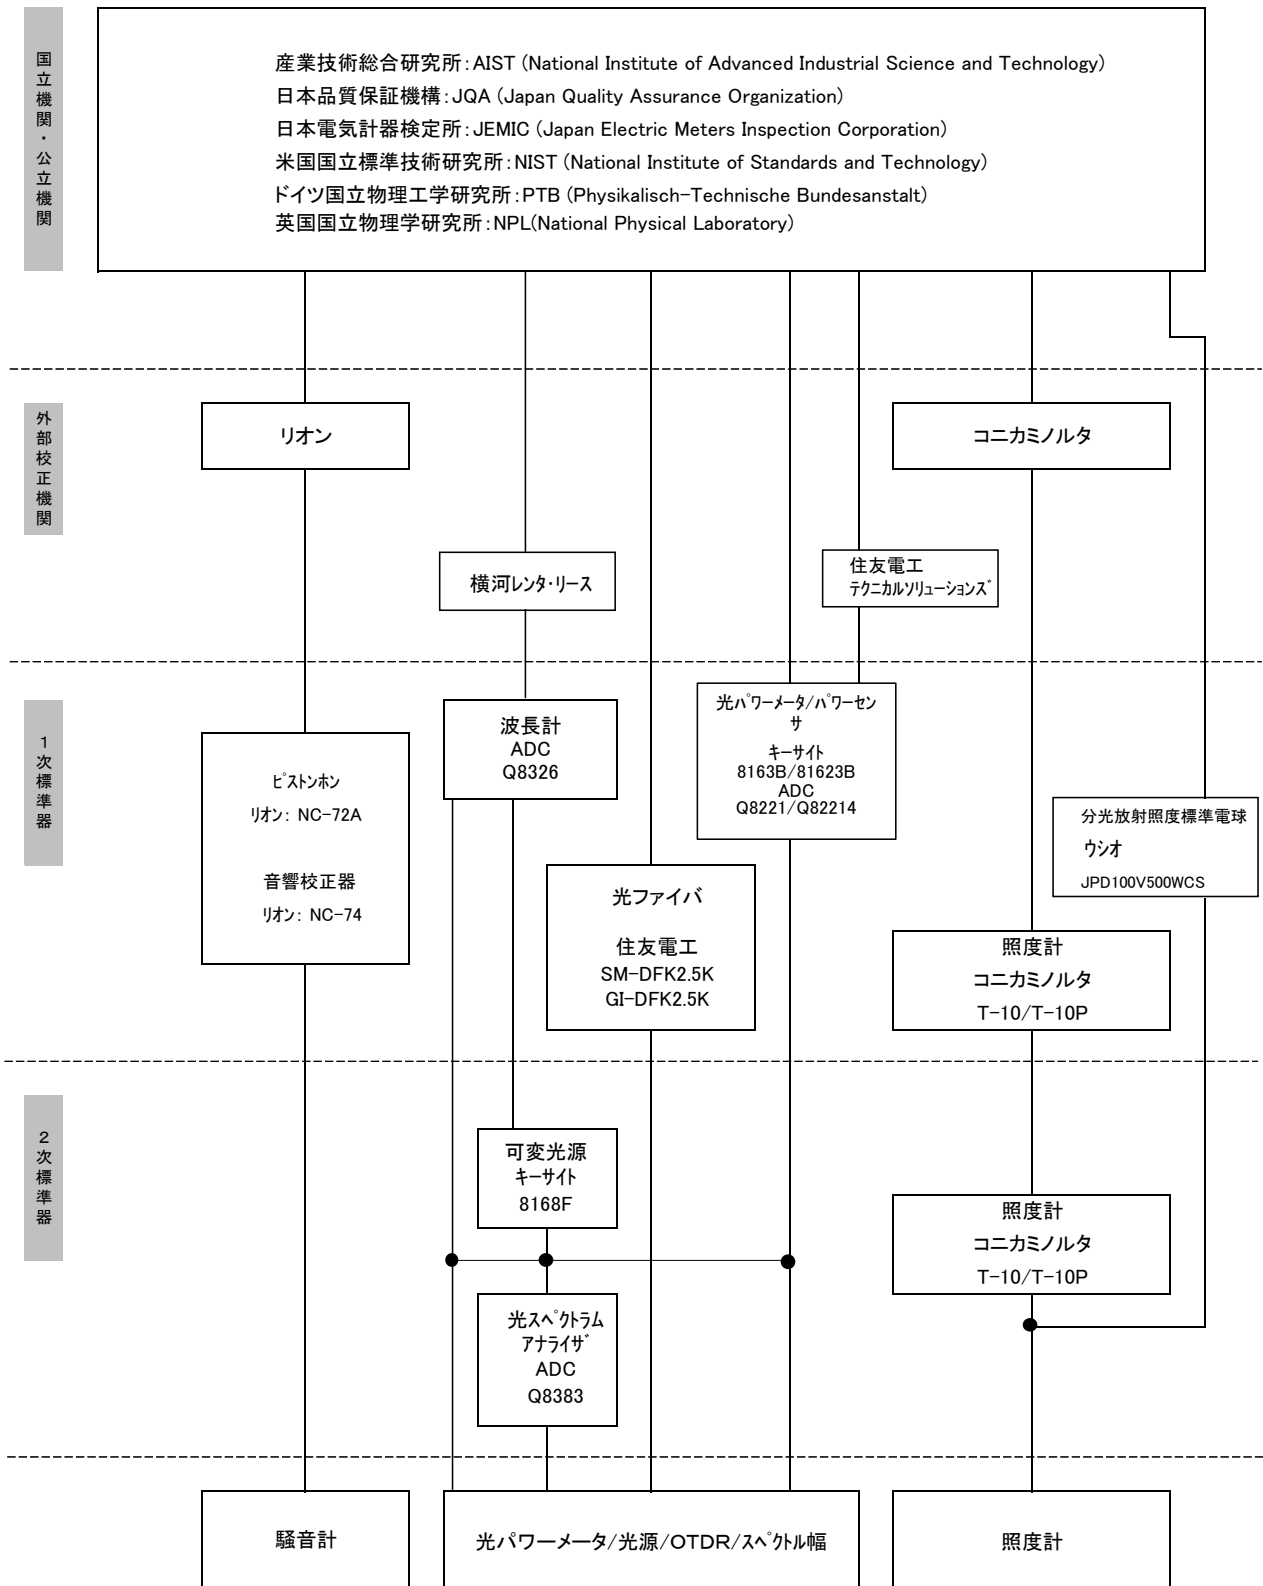 国立機関・公立機関
産業技術総合研究所：AIST (National Institute of Advanced Industrial Science and Technology)
日本品質保証機構：JQA (Japan Quality Assurance Organization)
日本電気計器検定所：JEMIC (Japan Electric Meters Inspection Corporation)
米国国立標準技術研究所：NIST (National Institute of Standards and Technology)
ドイツ国立物理工学研究所：PTB (Physikalisch-Technische Bundesanstalt)
英国国立物理学研究所：NPL(National Physical Laboratory)
外部校正機関
リオン
コニカミノルタ
横河ﾚﾝﾀ･ﾘｰｽ
住友電工
ﾃｸﾆｶﾙｿﾘｭｰｼｮﾝｽﾞ
１次標準器
ﾋﾟｽﾄﾝﾎﾝ
ﾘｵﾝ：NC-72A
音響校正器
ﾘｵﾝ：NC-74
波長計
ADC
Q8326
光ファイバ
住友電工
SM-DFK2.5K
GI-DFK2.5K
光ﾊﾟﾜｰﾒｰﾀ/ﾊﾟﾜｰセン
サ
ｷｰｻｲﾄ
8163B/81623B
ADC
Q8221/Q82214
照度計
コニカミノルタ
T-10/T-10P
分光放射照度標準電球
ｳｼｵ
JPD100V500WCS
２次標準器
可変光源
ｷｰｻｲﾄ
8168F
光ｽﾍﾟｸﾄﾗﾑ
ｱﾅﾗｲｻﾞ
ADC
Q8383
照度計
コニカミノルタ
T-10/T-10P
騒音計
光パワーメータ/光源/OTDR/ｽﾍﾟｸﾄﾙ幅
照度計